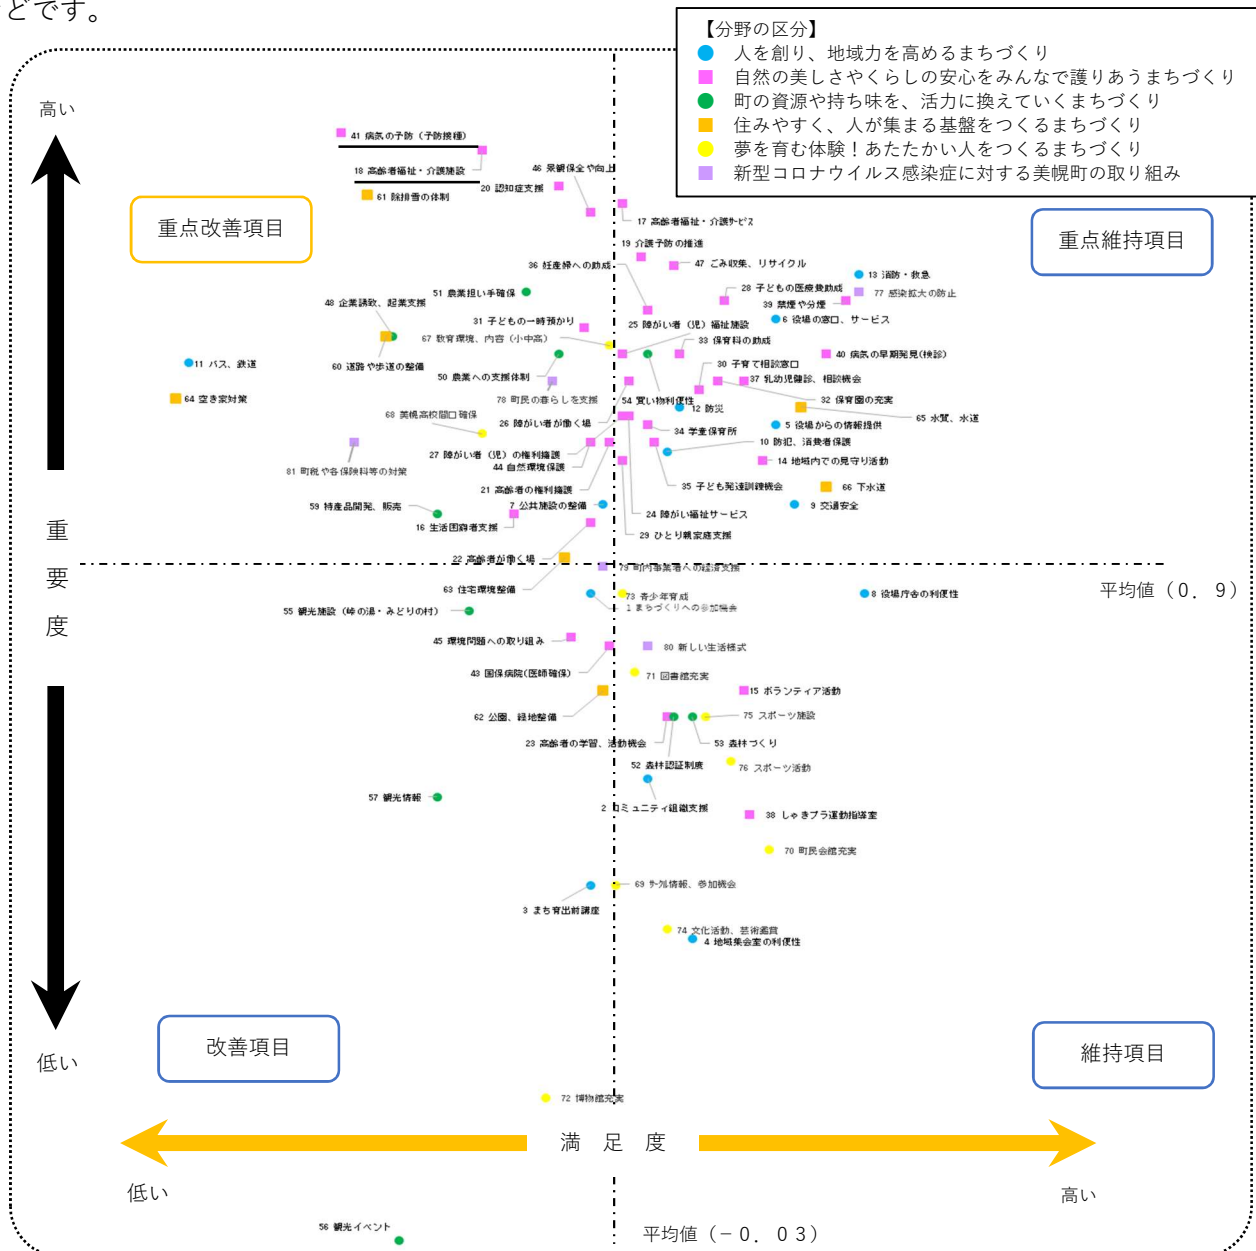 どです。
【分野の区分】
人を創り、地域力を高めるまちづくり
自然の美しさやくらしの安心をみんなで護りあうまちづくり
町の資源や持ち味を、活力に換えていくまちづくり
住みやすく、人が集まる基盤をつくるまちづくり
夢を育む体験！あたたかい人をつくるまちづくり
新型コロナウイルス感染症に対する美幌町の取り組み
高い
41 病気の予防（予防接種）
18 高齢者福祉・介護施設
46 景観保全や向上
20 認知症支援
61 除排雪の体制
17 高齢者福祉・介護ｻｰﾋﾞｽ
重点改善項目
重点維持項目
19 介護予防の推進
36 妊産婦への助成
47 ごみ収集、リサイクル
13 消防・救急
51 農業担い手確保
28 子どもの医療費助成
77 感染拡大の防止
48 企業誘致、起業支援
39 禁煙や分煙
31 子どもの一時預かり
25 障がい者（児）福祉施設
6 役場の窓口、サービス
67 教育環境、内容（小中高）
33 保育料の助成
11 バス、鉄道
60 道路や歩道の整備
30 子育て相談窓口
40 病気の早期発見(検診)
50 農業への支援体制
37 乳幼児健診、相談機会
64 空き家対策
78 町民の暮らしを支援
54 買い物利便性
32 保育園の充実
12 防災
68 美幌高校間口確保
65 水質、水道
26 障がい者が働く場
34 学童保育所
5 役場からの情報提供
10 防犯、消費者保護
27 障がい者（児）の権利擁護
44 自然環境保護
14 地域内での見守り活動
81 町税や各保険料等の対策
21 高齢者の権利擁護
35 子ども発達訓練機会
66 下水道
59 特産品開発、販売
7 公共施設の整備
9 交通安全
16 生活困窮者支援
24 障がい福祉サービス
29 ひとり親家庭支援
重要度
22 高齢者が働く場
79 町内事業者への経済支援
63 住宅環境整備
平均値（０．９）
73 青少年育成
8 役場庁舎の利便性
1 まちづくりへの参加機会
55 観光施設（峠の湯・みどりの村）
45 環境問題への取り組み
80 新しい生活様式
43 国保病院(医師確保)
71 図書館充実
15 ボランティア活動
62 公園、緑地整備
75 スポーツ施設
23 高齢者の学習、活動機会
53 森林づくり
52 森林認証制度
76 スポーツ活動
57 観光情報
2 コミュニティ組織支援
38 しゃきプラ運動指導室
70 町民会館充実
69 ｻｰｸﾙ情報、参加機会
3 まち育出前講座
74 文化活動、芸術鑑賞
4 地域集会室の利便性
改善項目
維持項目
低い
72 博物館充実
満 足 度
低い
高い
56 観光イベント
平均値（－０．０３）